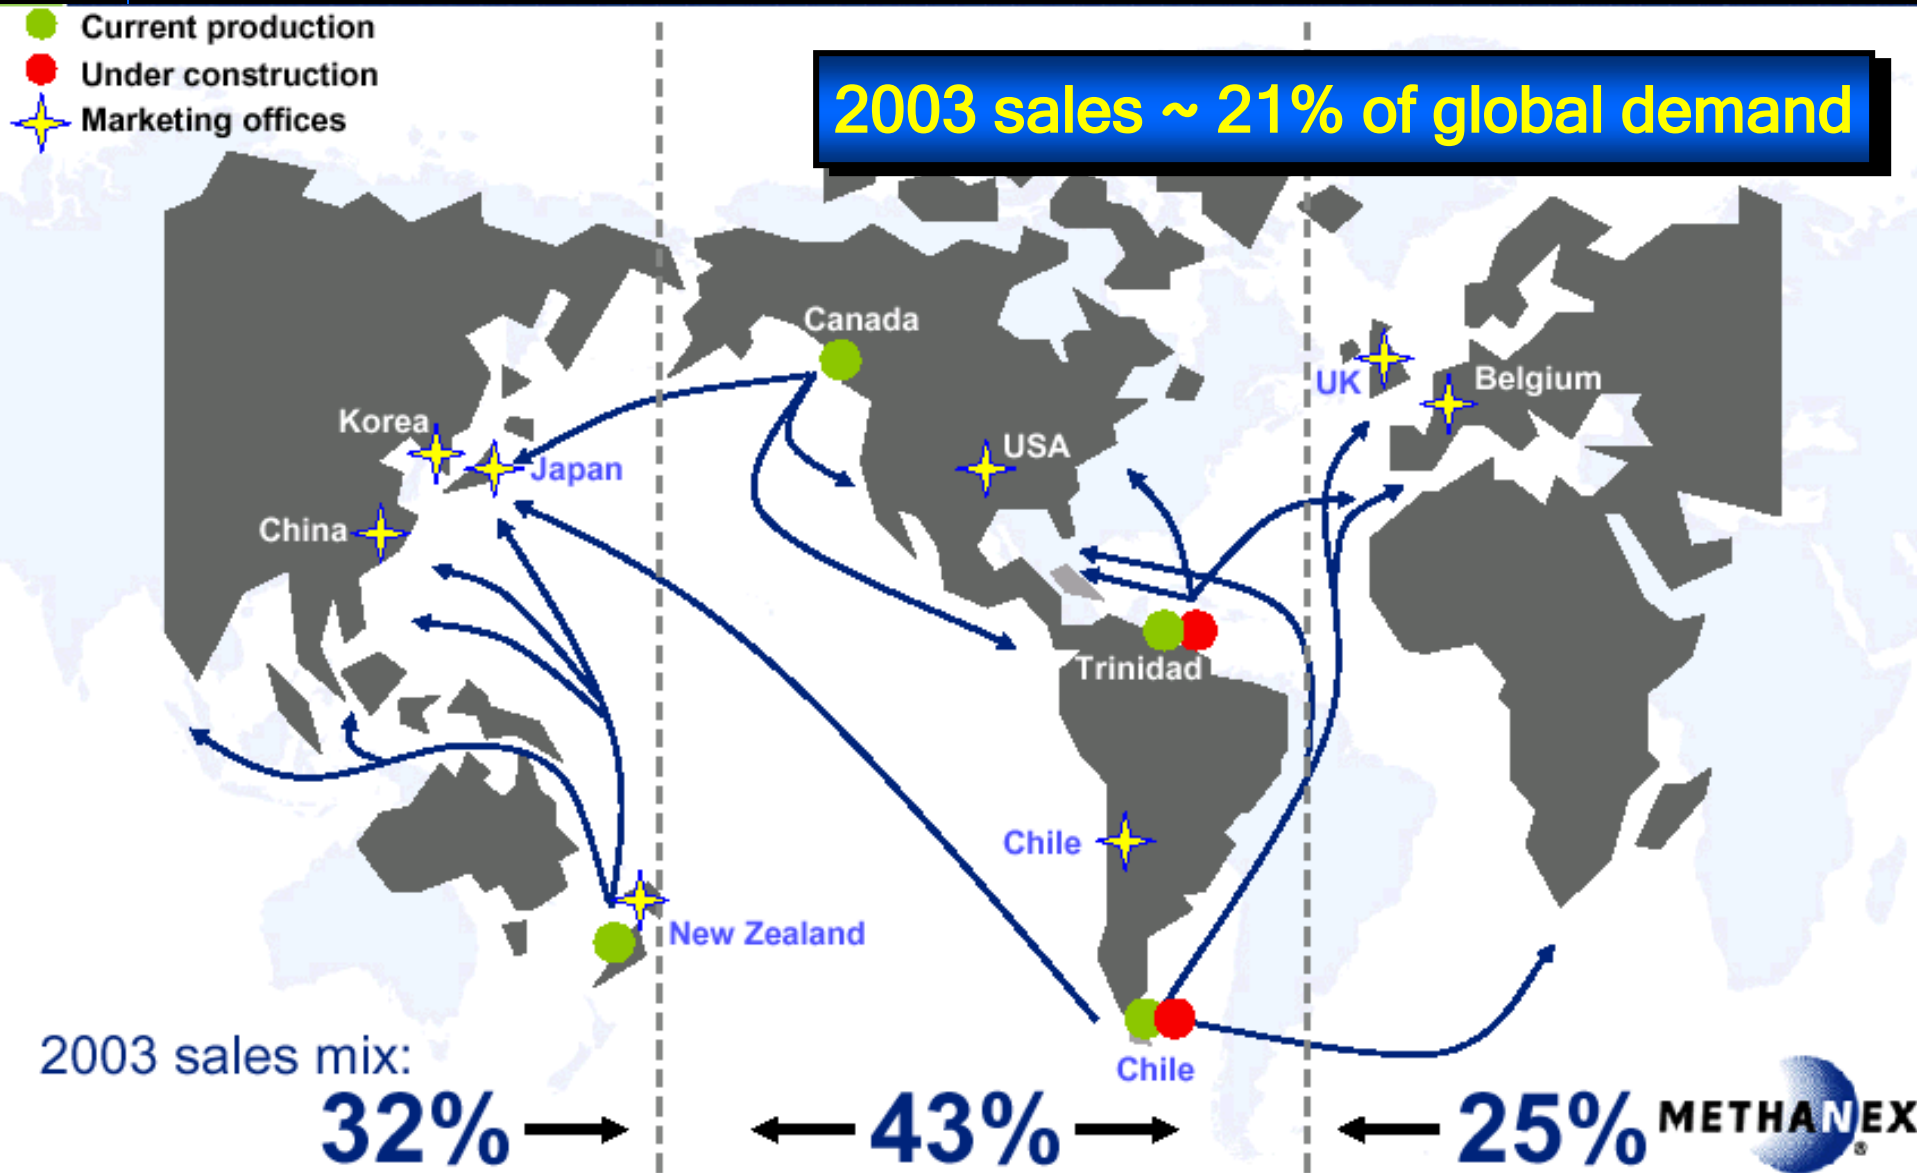 Current production
Under construction
Marketing offices
2003 sales ~ 21% of global demand
Canada
Korea
Japan
China
USA
UK
Belgium
Trinidad
Chile
New Zealand
Chile
2003 sales mix:
32%
43%
25%
METHANEX
®